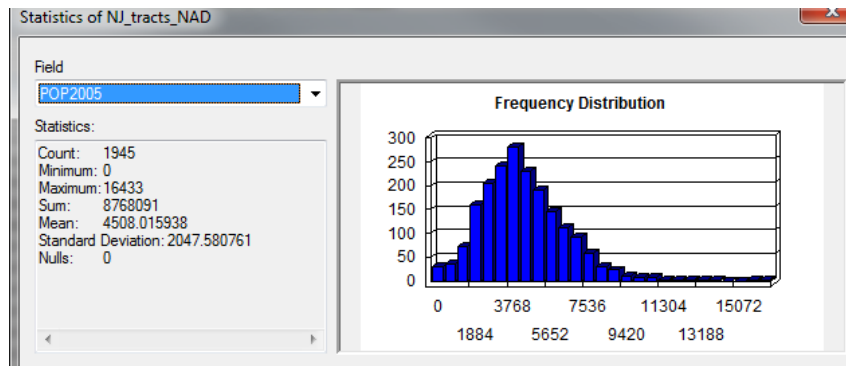 Statistics of NJ_tracts_NAD
Field
POP2005
Statistics:
Count: 1945
Minimum: 0
Maximum: 16433
Sum: 8768091
Mean: 4508.015938
Standard Deviation: 2047.580761
Nulls: 0
Frequency Distribution
300
250
200
150
100
50
0
0 3768 7536 11304 15072
1884 5652 9420 13188